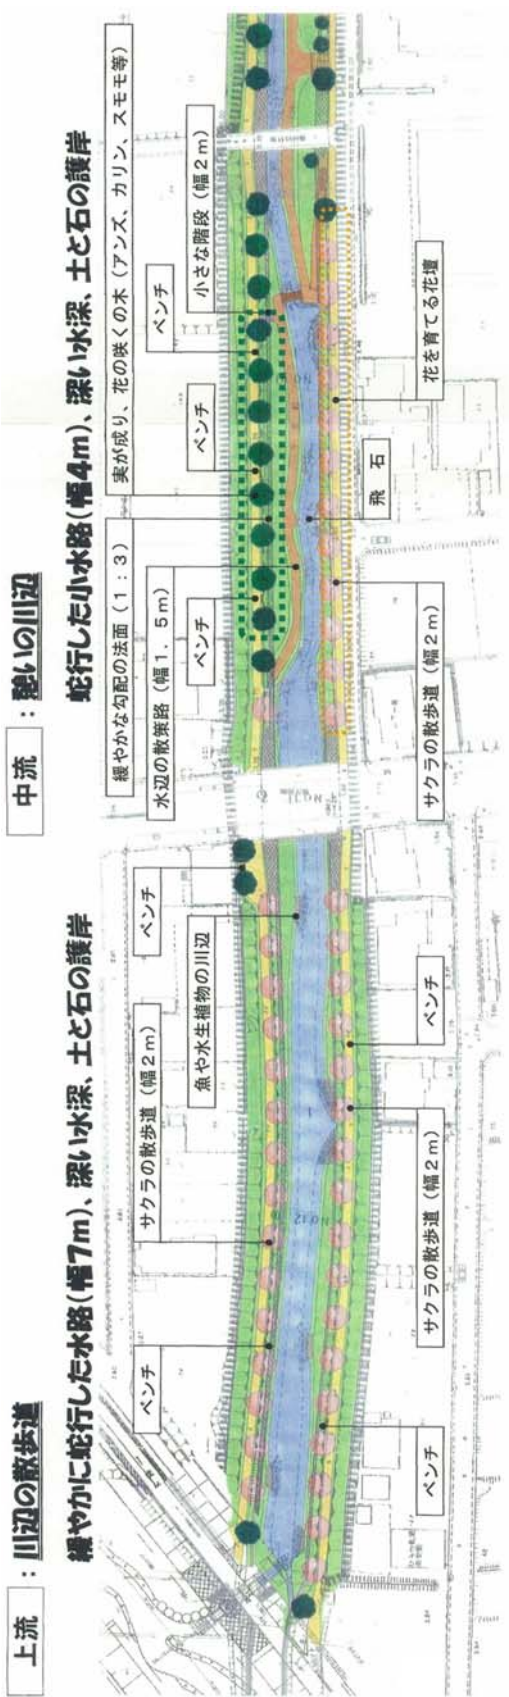 上流 : 川辺の散歩道
緩やかに蛇行した水路(幅7m)、深い水深、土と石の護岸
ベンチ
サクラの散歩道(幅2m)
ベンチ
魚や水生植物の川辺
ベンチ
サクラの散歩道(幅2m)
ベンチ
中流 : 憩いの川辺
蛇行した小水路(幅4m)、深い水深、土と石の護岸
緩やかな勾配の法面(1:3)
実が成り、花の咲くの木(アンズ、カリン、スモモ等)
水辺の散策路(幅1.5m)
ベンチ
ベンチ
ベンチ
小さな階段(幅2m)
サクラの散歩道(幅2m)
飛石
花を育てる花壇
NO.11
NO.12